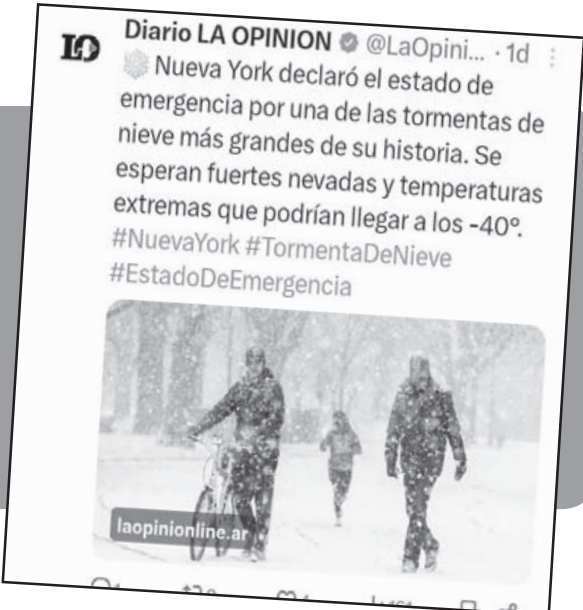 LO
Diario LA OPINION @LaOpini... · 1d
Nueva York declaró el estado de
emergencia por una de las tormentas de
nieve más grandes de su historia. Se
esperan fuertes nevadas y temperaturas
extremas que podrían llegar a los -40º.
#NuevaYork #TormentaDeNieve
#EstadoDeEmergencia
laopinionline.ar